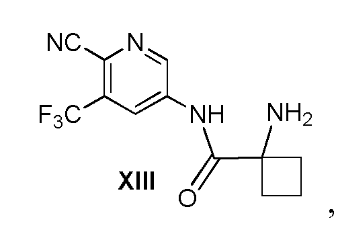 NC N
F₃C NH NH₂
XIII
O ,